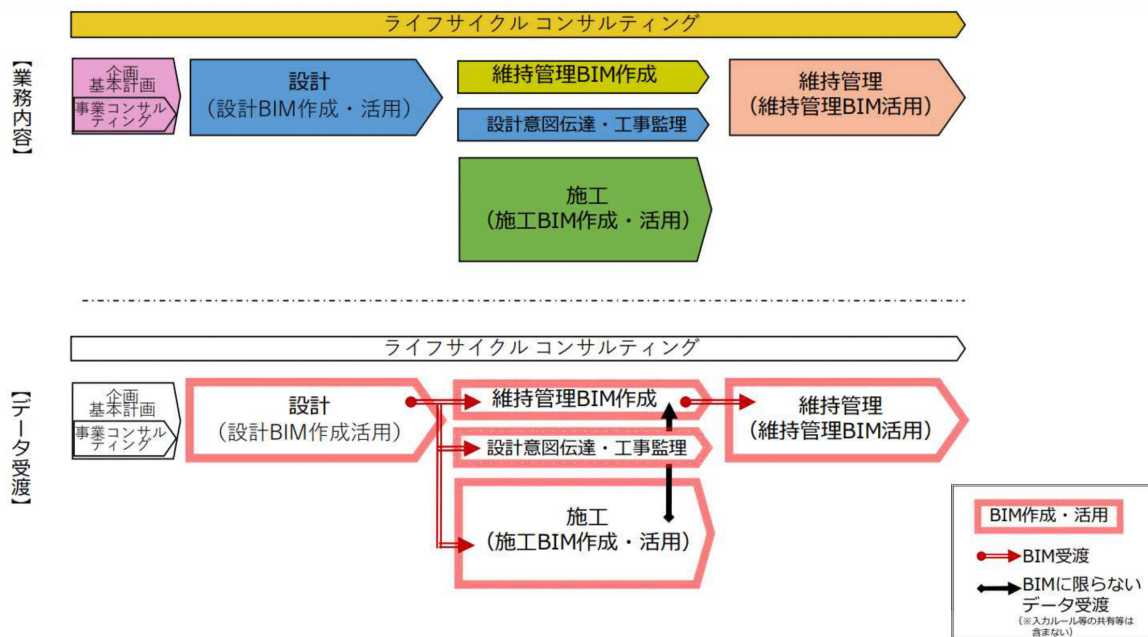 ライフサイクル コンサルティング
【業務内容】
企画
基本計画
事業コンサル
ティング
設計
（設計BIM作成・活用）
維持管理BIM作成
設計意図伝達・工事監理
施工
（施工BIM作成・活用）
維持管理
（維持管理BIM活用）
ライフサイクル コンサルティング
【データ受渡】
企画
基本計画
事業コンサル
ティング
設計
（設計BIM作成活用）
維持管理BIM作成
設計意図伝達・工事監理
施工
（施工BIM作成・活用）
維持管理
（維持管理BIM活用）
BIM作成・活用
BIM受渡
BIMに限らない
データ受渡
（※入力ルール等の共有等は
含まない）